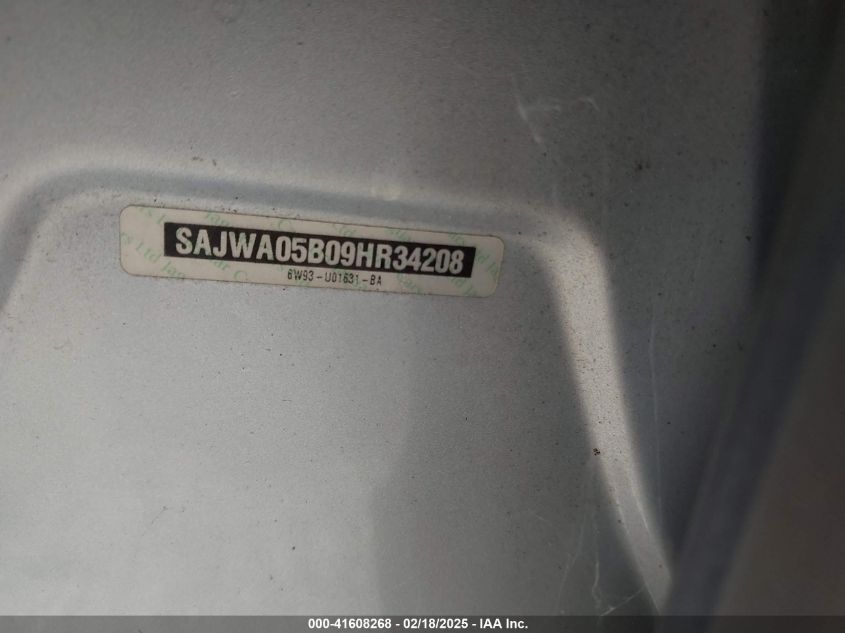 SAJWA05B09HR34208
6W93-U01631-BA
000-41608268 - 02/18/2025 - IAA Inc.